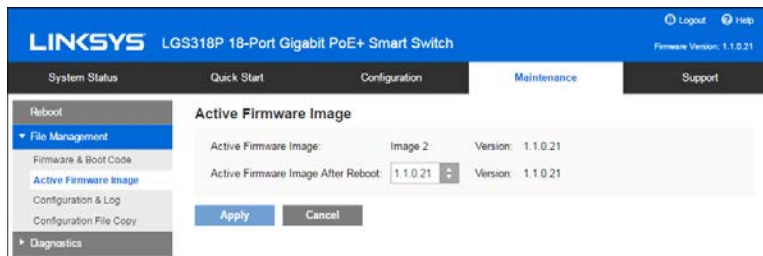 Logout Help
LINKSYS LGS318P 18-Port Gigabit PoE+ Smart Switch
Firmware Version: 1.1.0.21
System Status Quick Start Configuration Maintenance Support
Reboot
File Management
Firmware & Boot Code
Active Firmware Image
Configuration & Log
Configuration File Copy
Diagnostics
Active Firmware Image
Active Firmware Image: Image 2 Version: 1.1.0.21
Active Firmware Image After Reboot: 1.1.0.21 Version: 1.1.0.21
Apply Cancel